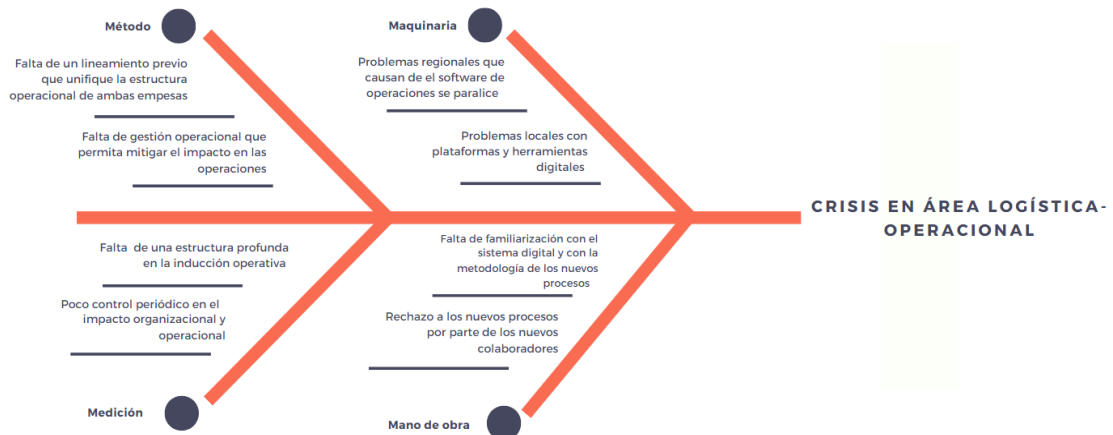 Método
Falta de un lineamiento previo
que unifique la estructura
operacional de ambas empesas
Falta de gestión operacional que
permita mitigar el impacto en las
operaciones
Maquinaria
Problemas regionales que
causan de el software de
operaciones se paralice
Problemas locales con
plataformas y herramientas
digitales
CRISIS EN ÁREA LOGÍSTICA-
OPERACIONAL
Falta de una estructura profunda
en la inducción operativa
Poco control periódico en el
impacto organizacional y
operacional
Medición
Falta de familiarización con el
sistema digital y con la
metodología de los nuevos
procesos
Rechazo a los nuevos procesos
por parte de los nuevos
colaboradores
Mano de obra